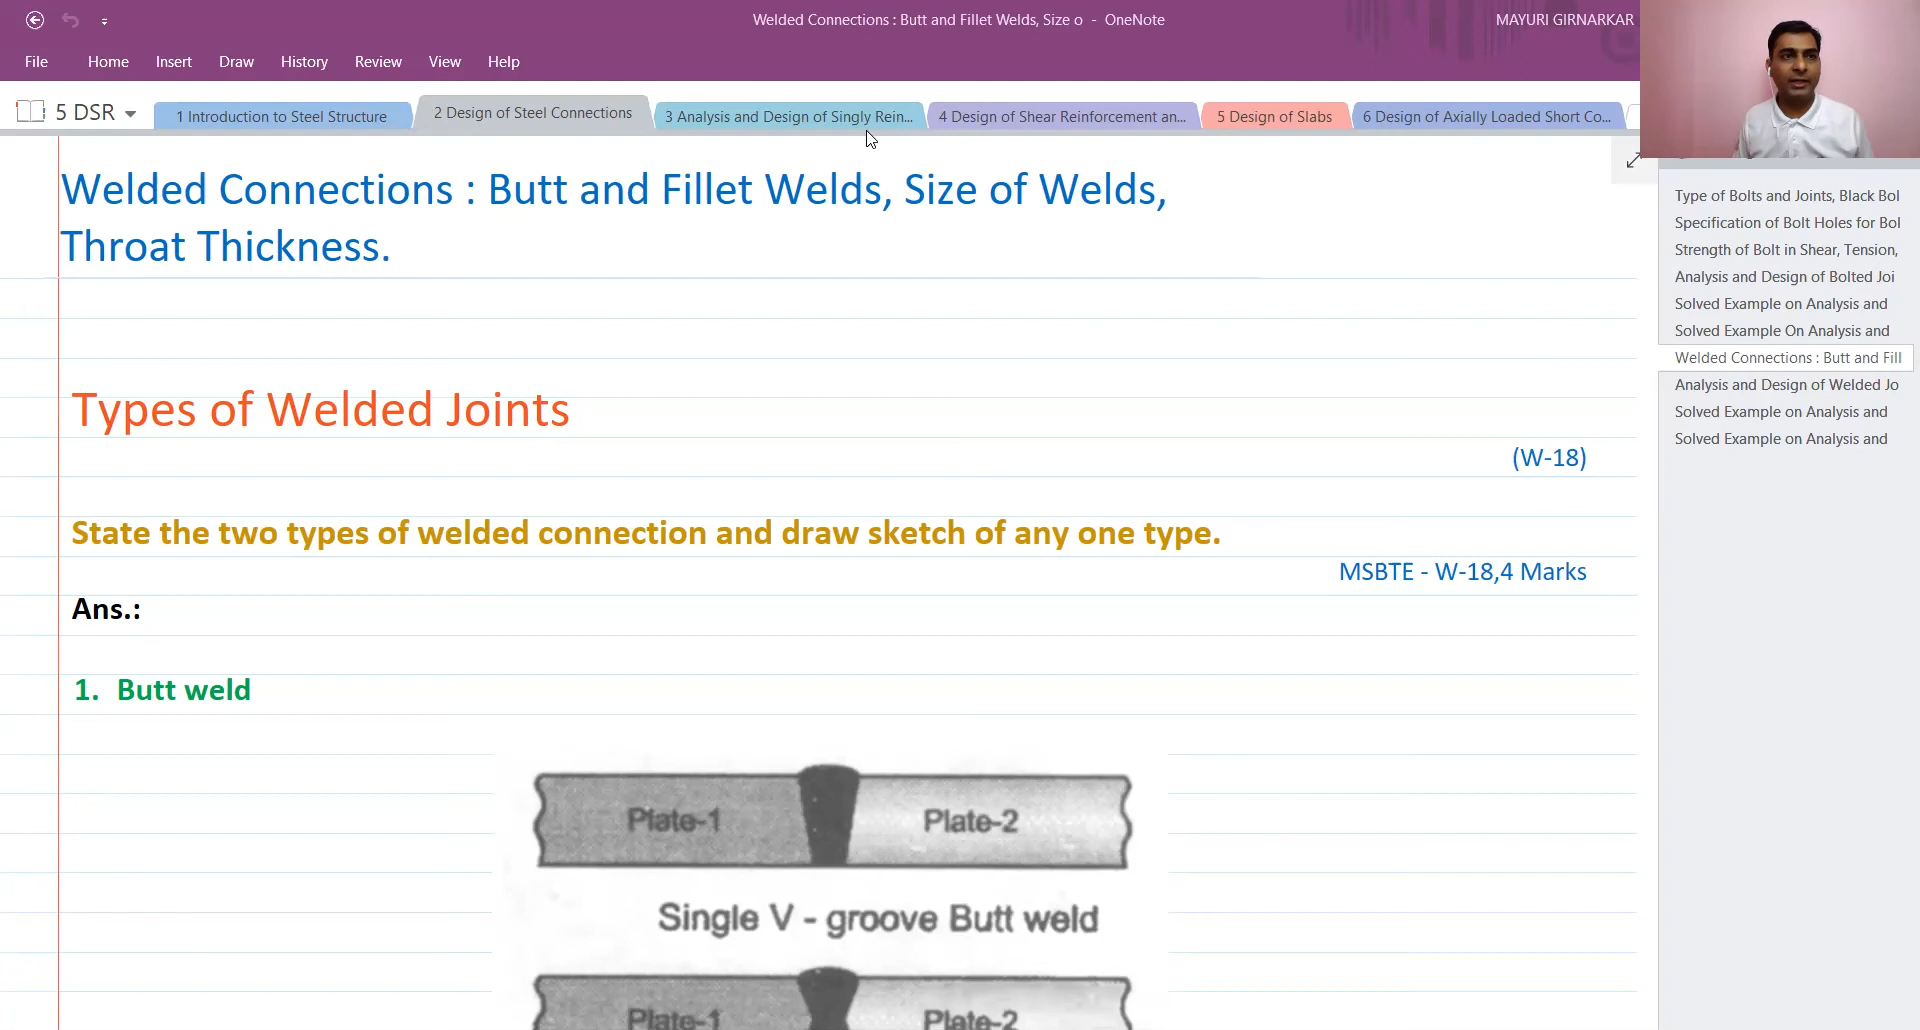 Welded Connections : Butt and Fillet Welds, Size o - OneNote
MAYURI GIRNARKAR
File Home Insert Draw History Review View Help
5 DSR
1 Introduction to Steel Structure
2 Design of Steel Connections
3 Analysis and Design of Singly Rein...
4 Design of Shear Reinforcement an...
5 Design of Slabs
6 Design of Axially Loaded Short Co...
Welded Connections : Butt and Fillet Welds, Size of Welds,
Throat Thickness.
Types of Welded Joints
(W-18)
State the two types of welded connection and draw sketch of any one type.
MSBTE - W-18,4 Marks
Ans.:
1. Butt weld
Plate-1 Plate-2
Single V - groove Butt weld
Plate-1 Plate-2
Type of Bolts and Joints, Black Bol
Specification of Bolt Holes for Bol
Strength of Bolt in Shear, Tension,
Analysis and Design of Bolted Joi
Solved Example on Analysis and
Solved Example On Analysis and
Welded Connections : Butt and Fill
Analysis and Design of Welded Jo
Solved Example on Analysis and
Solved Example on Analysis and